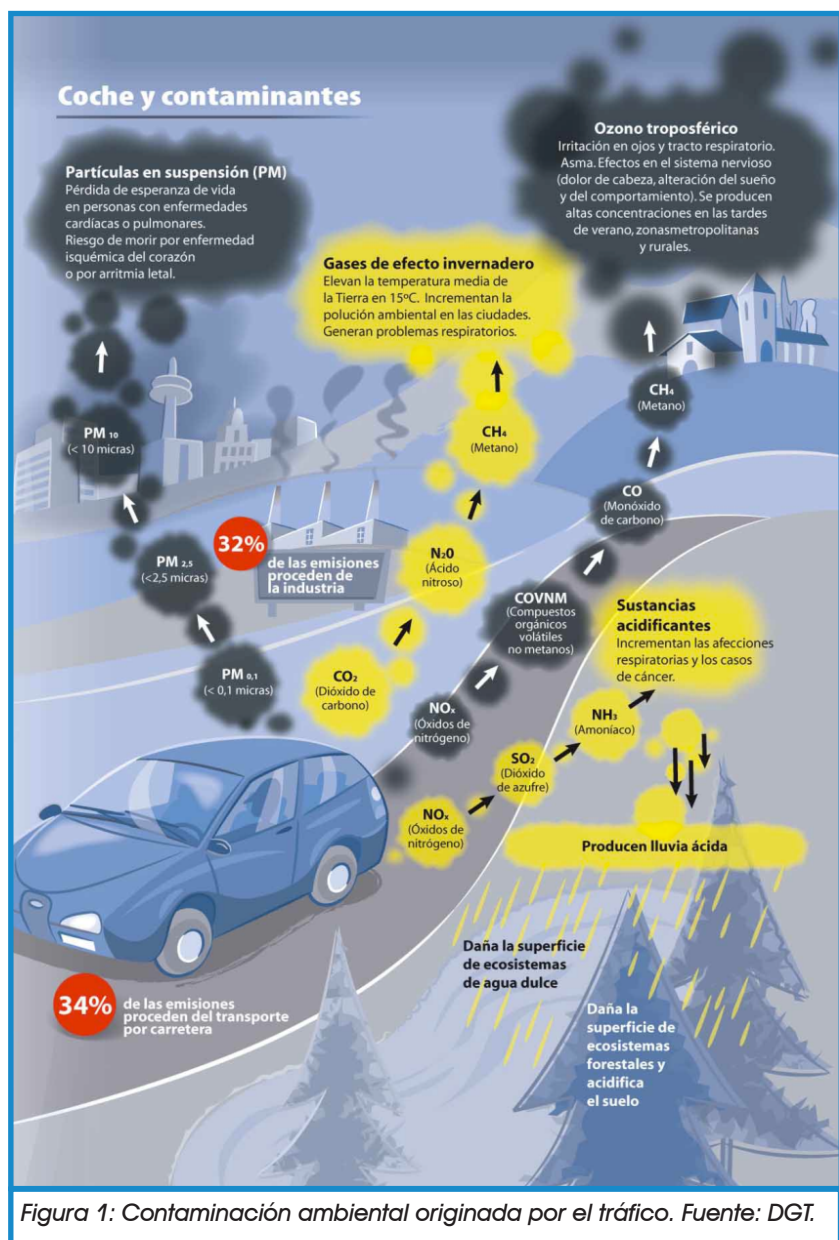 Coche y contaminantes
Partículas en suspensión (PM)
Pérdida de esperanza de vida
en personas con enfermedades
cardíacas o pulmonares.
Riesgo de morir por enfermedad
isquémica del corazón
o por arritmia letal.
PM 10
(< 10 micras)
PM 2,5
(<2,5 micras)
PM 0,1
(< 0,1 micras)
Gases de efecto invernadero
Elevan la temperatura media de
la Tierra en 15ºC. Incrementan la
polución ambiental en las ciudades.
Generan problemas respiratorios.
CH₄
(Metano)
N₂0
(Ácido
nitroso)
CO₂
(Dióxido de
carbono)
Ozono troposférico
Irritación en ojos y tracto respiratorio.
Asma. Efectos en el sistema nervioso
(dolor de cabeza, alteración del sueño
y del comportamiento). Se producen
altas concentraciones en las tardes
de verano, zonasmetropolitanas
y rurales.
CH₄
(Metano)
CO
(Monóxido
de carbono)
COVNM
(Compuestos
orgánicos
volátiles
no metanos)
NOₓ
(Óxidos de
nitrógeno)
32%
de las emisiones
proceden de
la industria
Sustancias
acidificantes
Incrementan las afecciones
respiratorias y los casos
de cáncer.
NH₃
(Amoníaco)
SO₂
(Dióxido
de azufre)
NOₓ
(Óxidos de
nitrógeno)
Producen lluvia ácida
Daña la superficie
de ecosistemas
de agua dulce
Daña la
superficie de
ecosistemas
forestales y
acidifica
el suelo
34%
de las emisiones
proceden del transporte
por carretera
Figura 1: Contaminación ambiental originada por el tráfico. Fuente: DGT.